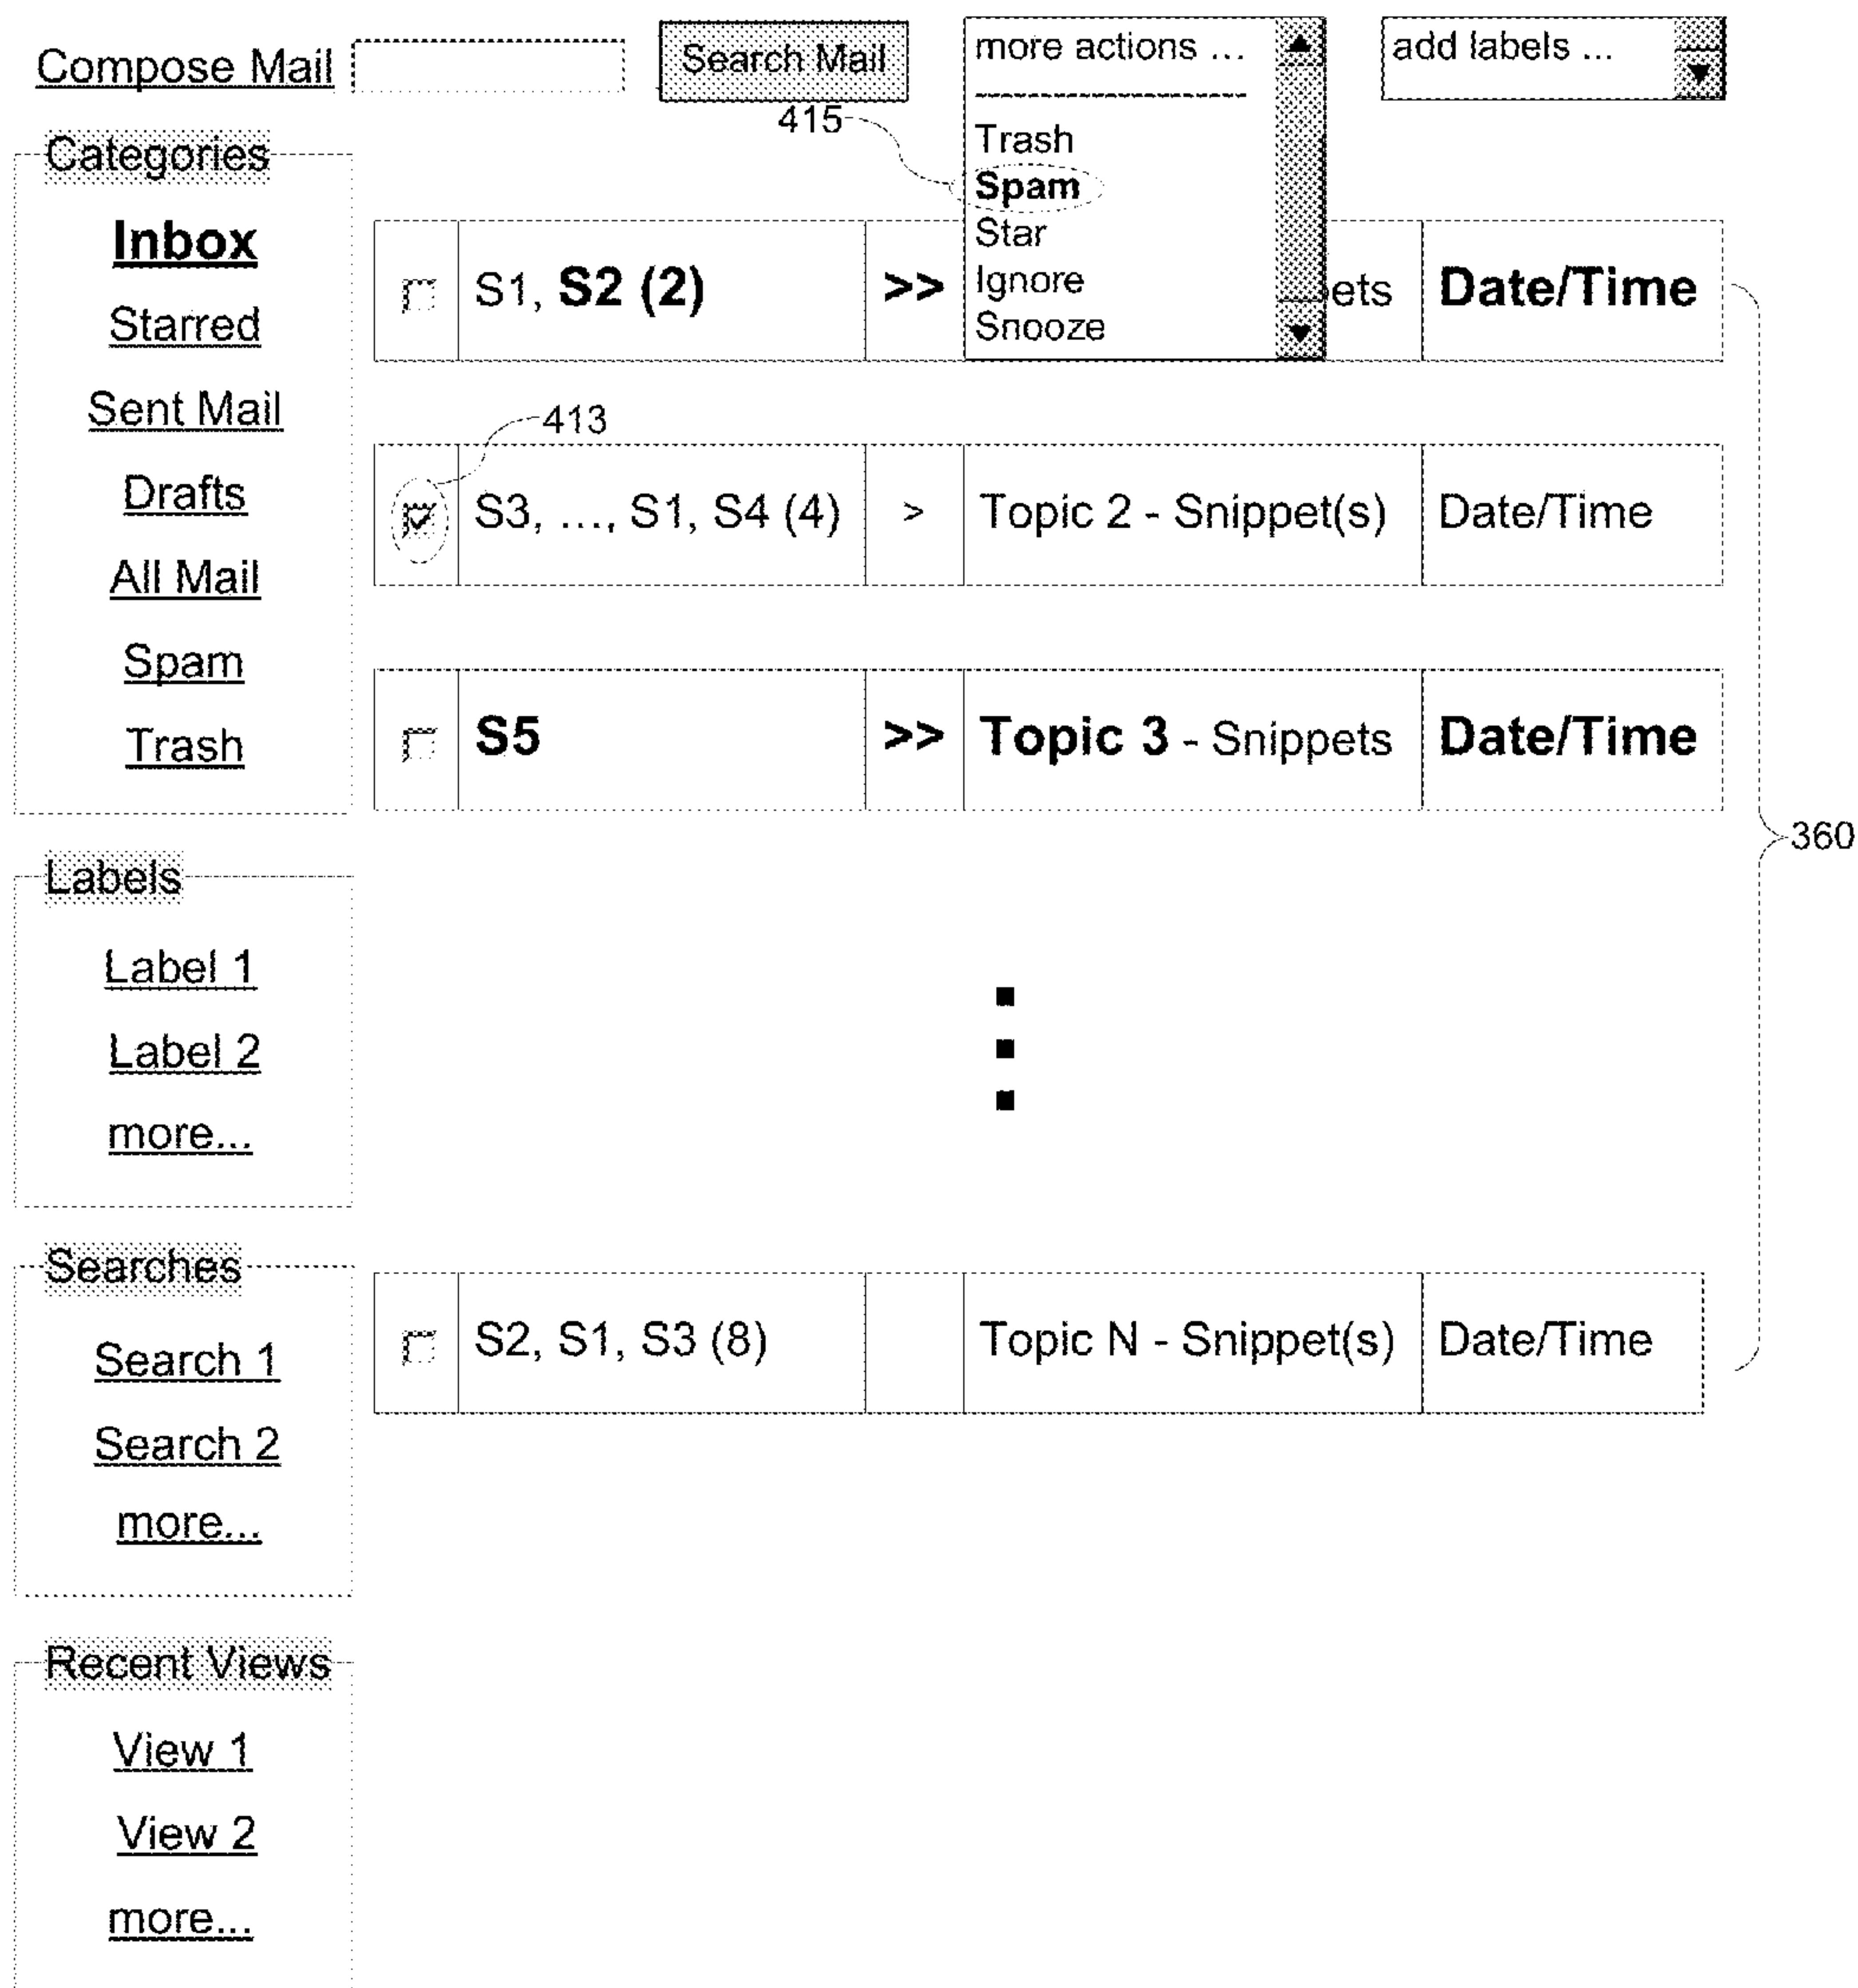 Compose Mail
Search Mail
more actions ...
add labels ...
415
Trash
Spam
Star
Ignore
Snooze
Categories
Inbox
Starred
Sent Mail
Drafts
All Mail
Spam
Trash
S1, S2 (2) >> ets Date/Time
413
S3, ..., S1, S4 (4) > Topic 2 - Snippet(s) Date/Time
S5 >> Topic 3 - Snippets Date/Time
360
Labels
Label 1
Label 2
more...
Searches
Search 1
Search 2
more...
S2, S1, S3 (8) Topic N - Snippet(s) Date/Time
Recent Views
View 1
View 2
more...